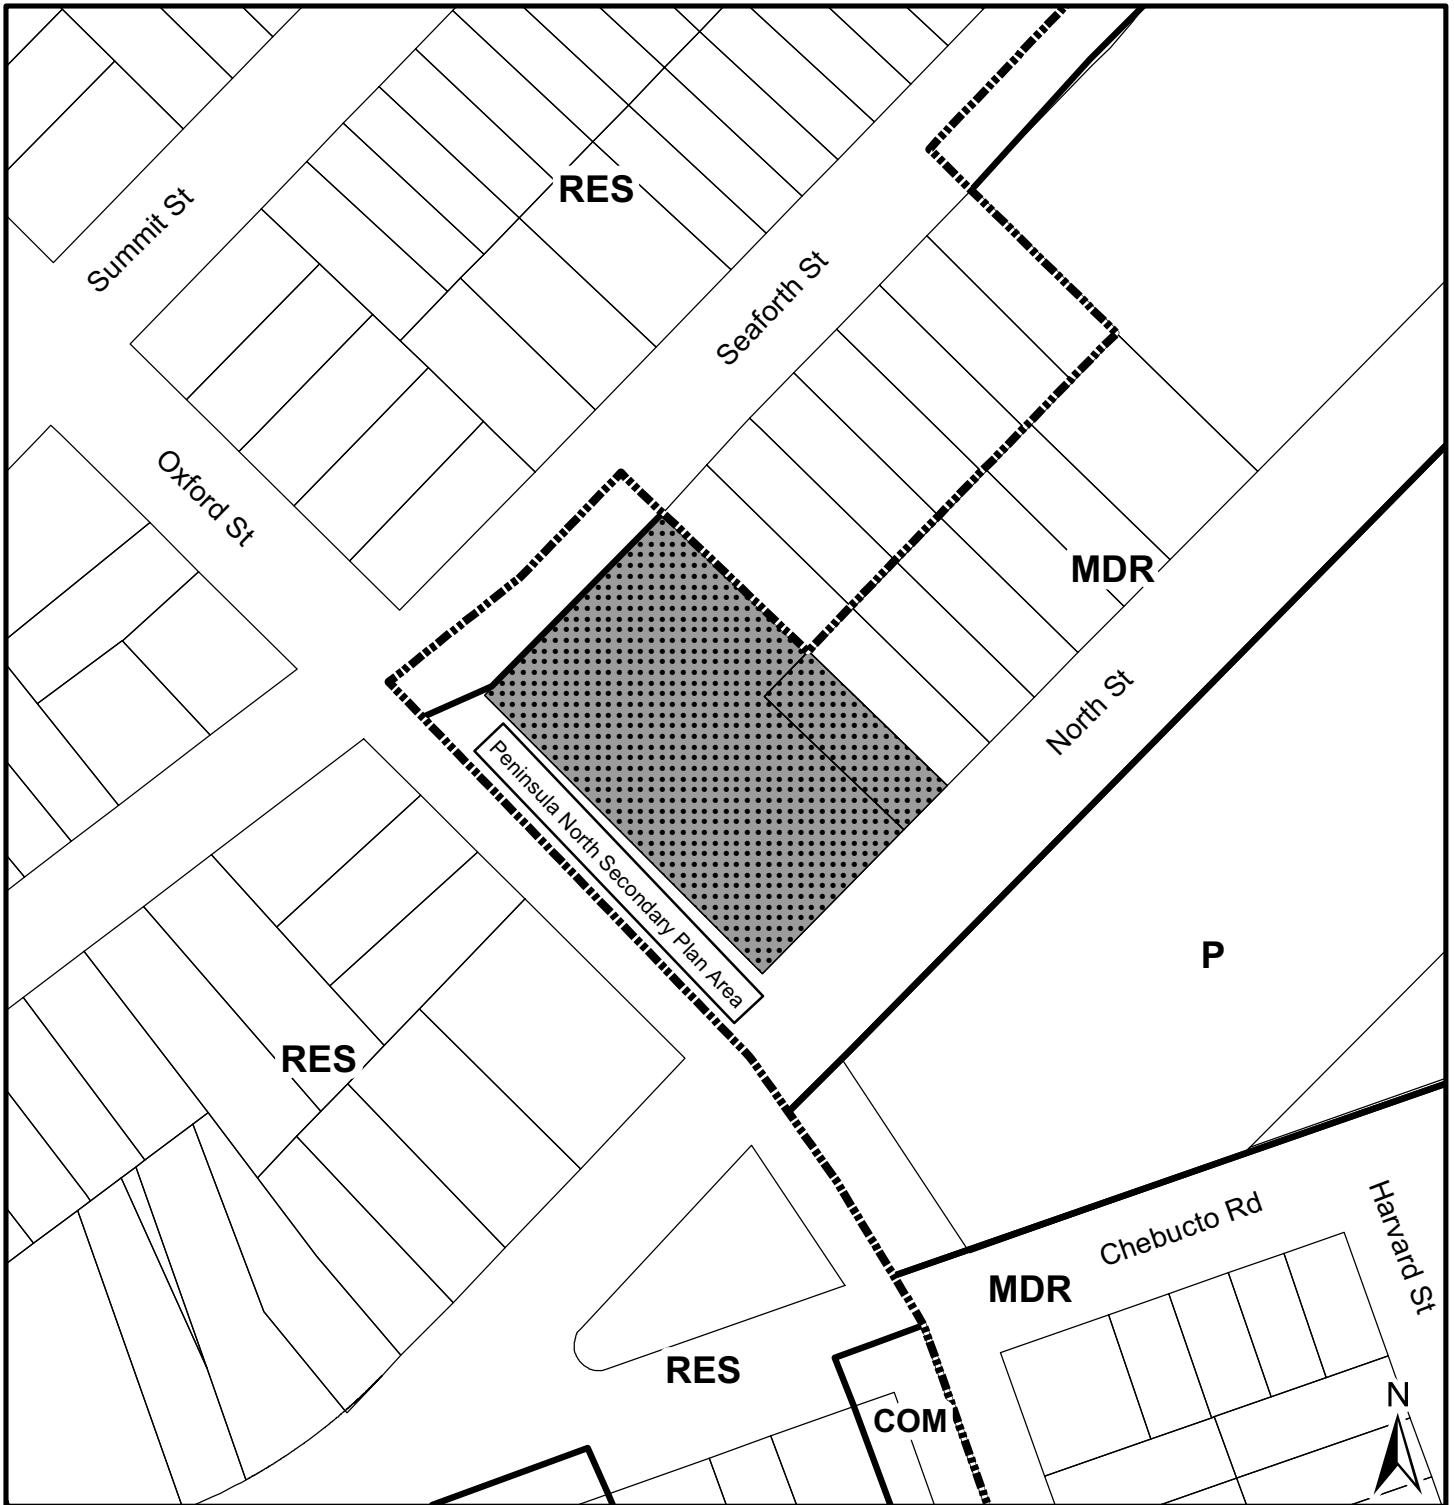 RES
Summit St
Seaforth St
Oxford St
MDR
North St
Peninsula North Secondary Plan Area
P
RES
Harvard St
Chebucto Rd
MDR
RES
COM
N